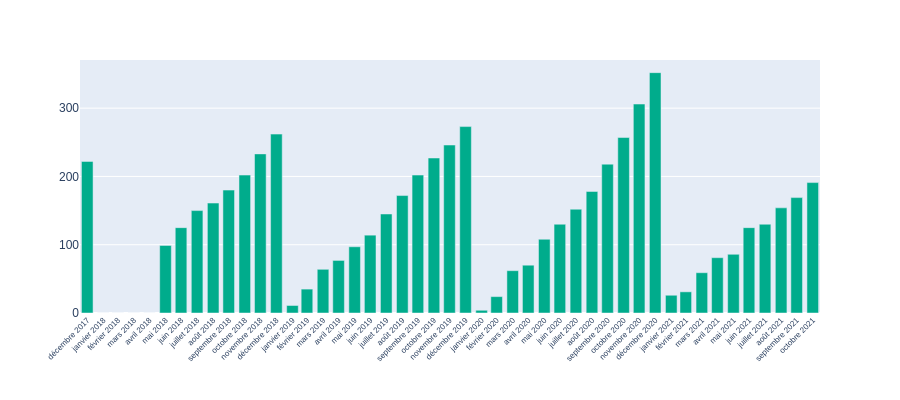 300
200
100
0
décembre 2017
janvier 2018
février 2018
mars 2018
avril 2018
mai 2018
juin 2018
juillet 2018
août 2018
septembre 2018
octobre 2018
novembre 2018
décembre 2018
janvier 2019
février 2019
mars 2019
avril 2019
mai 2019
juin 2019
juillet 2019
août 2019
septembre 2019
octobre 2019
novembre 2019
décembre 2019
janvier 2020
février 2020
mars 2020
avril 2020
mai 2020
juin 2020
juillet 2020
août 2020
septembre 2020
octobre 2020
novembre 2020
décembre 2020
janvier 2021
février 2021
mars 2021
avril 2021
mai 2021
juin 2021
juillet 2021
août 2021
septembre 2021
octobre 2021